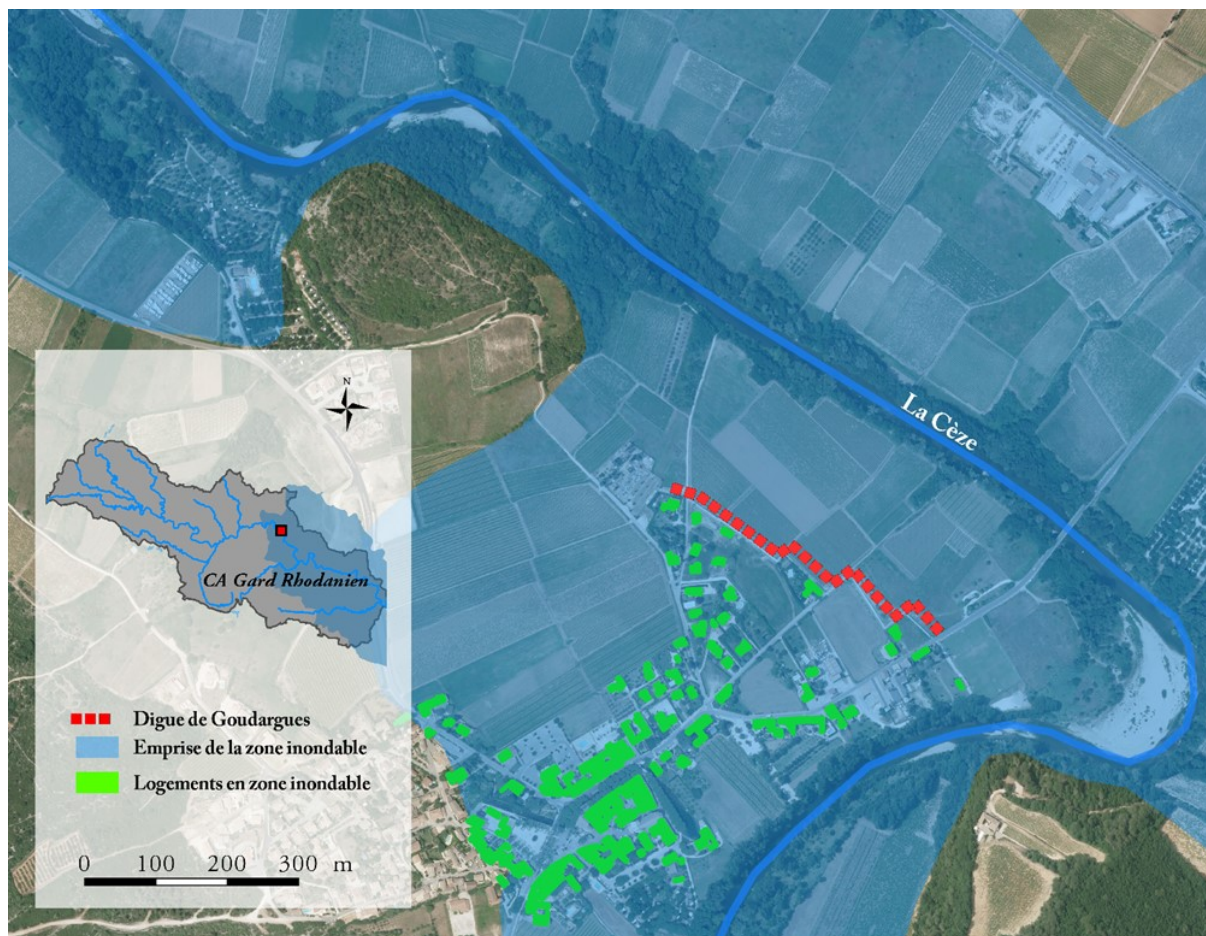 La Cèze
N
CA Gard Rhodanien
Digue de Goudargues
Emprise de la zone inondable
Logements en zone inondable
0 100 200 300 m